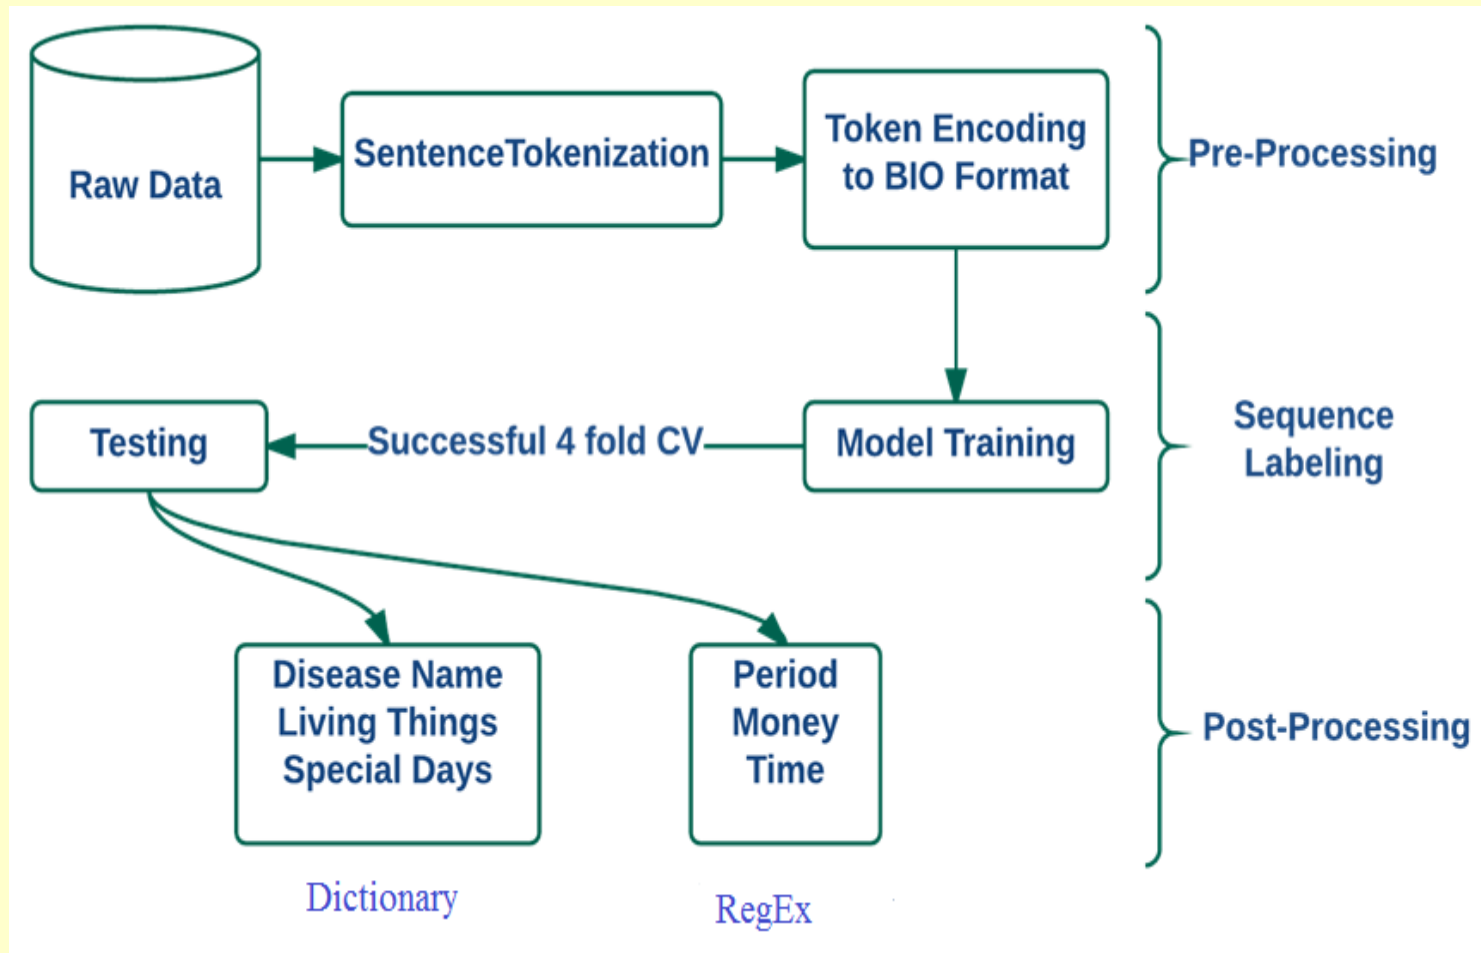 Raw Data
SentenceTokenization
Token Encoding
to BIO Format
Pre-Processing
Testing
Successful 4 fold CV
Model Training
Sequence
Labeling
Disease Name
Living Things
Special Days
Period
Money
Time
Post-Processing
Dictionary
RegEx